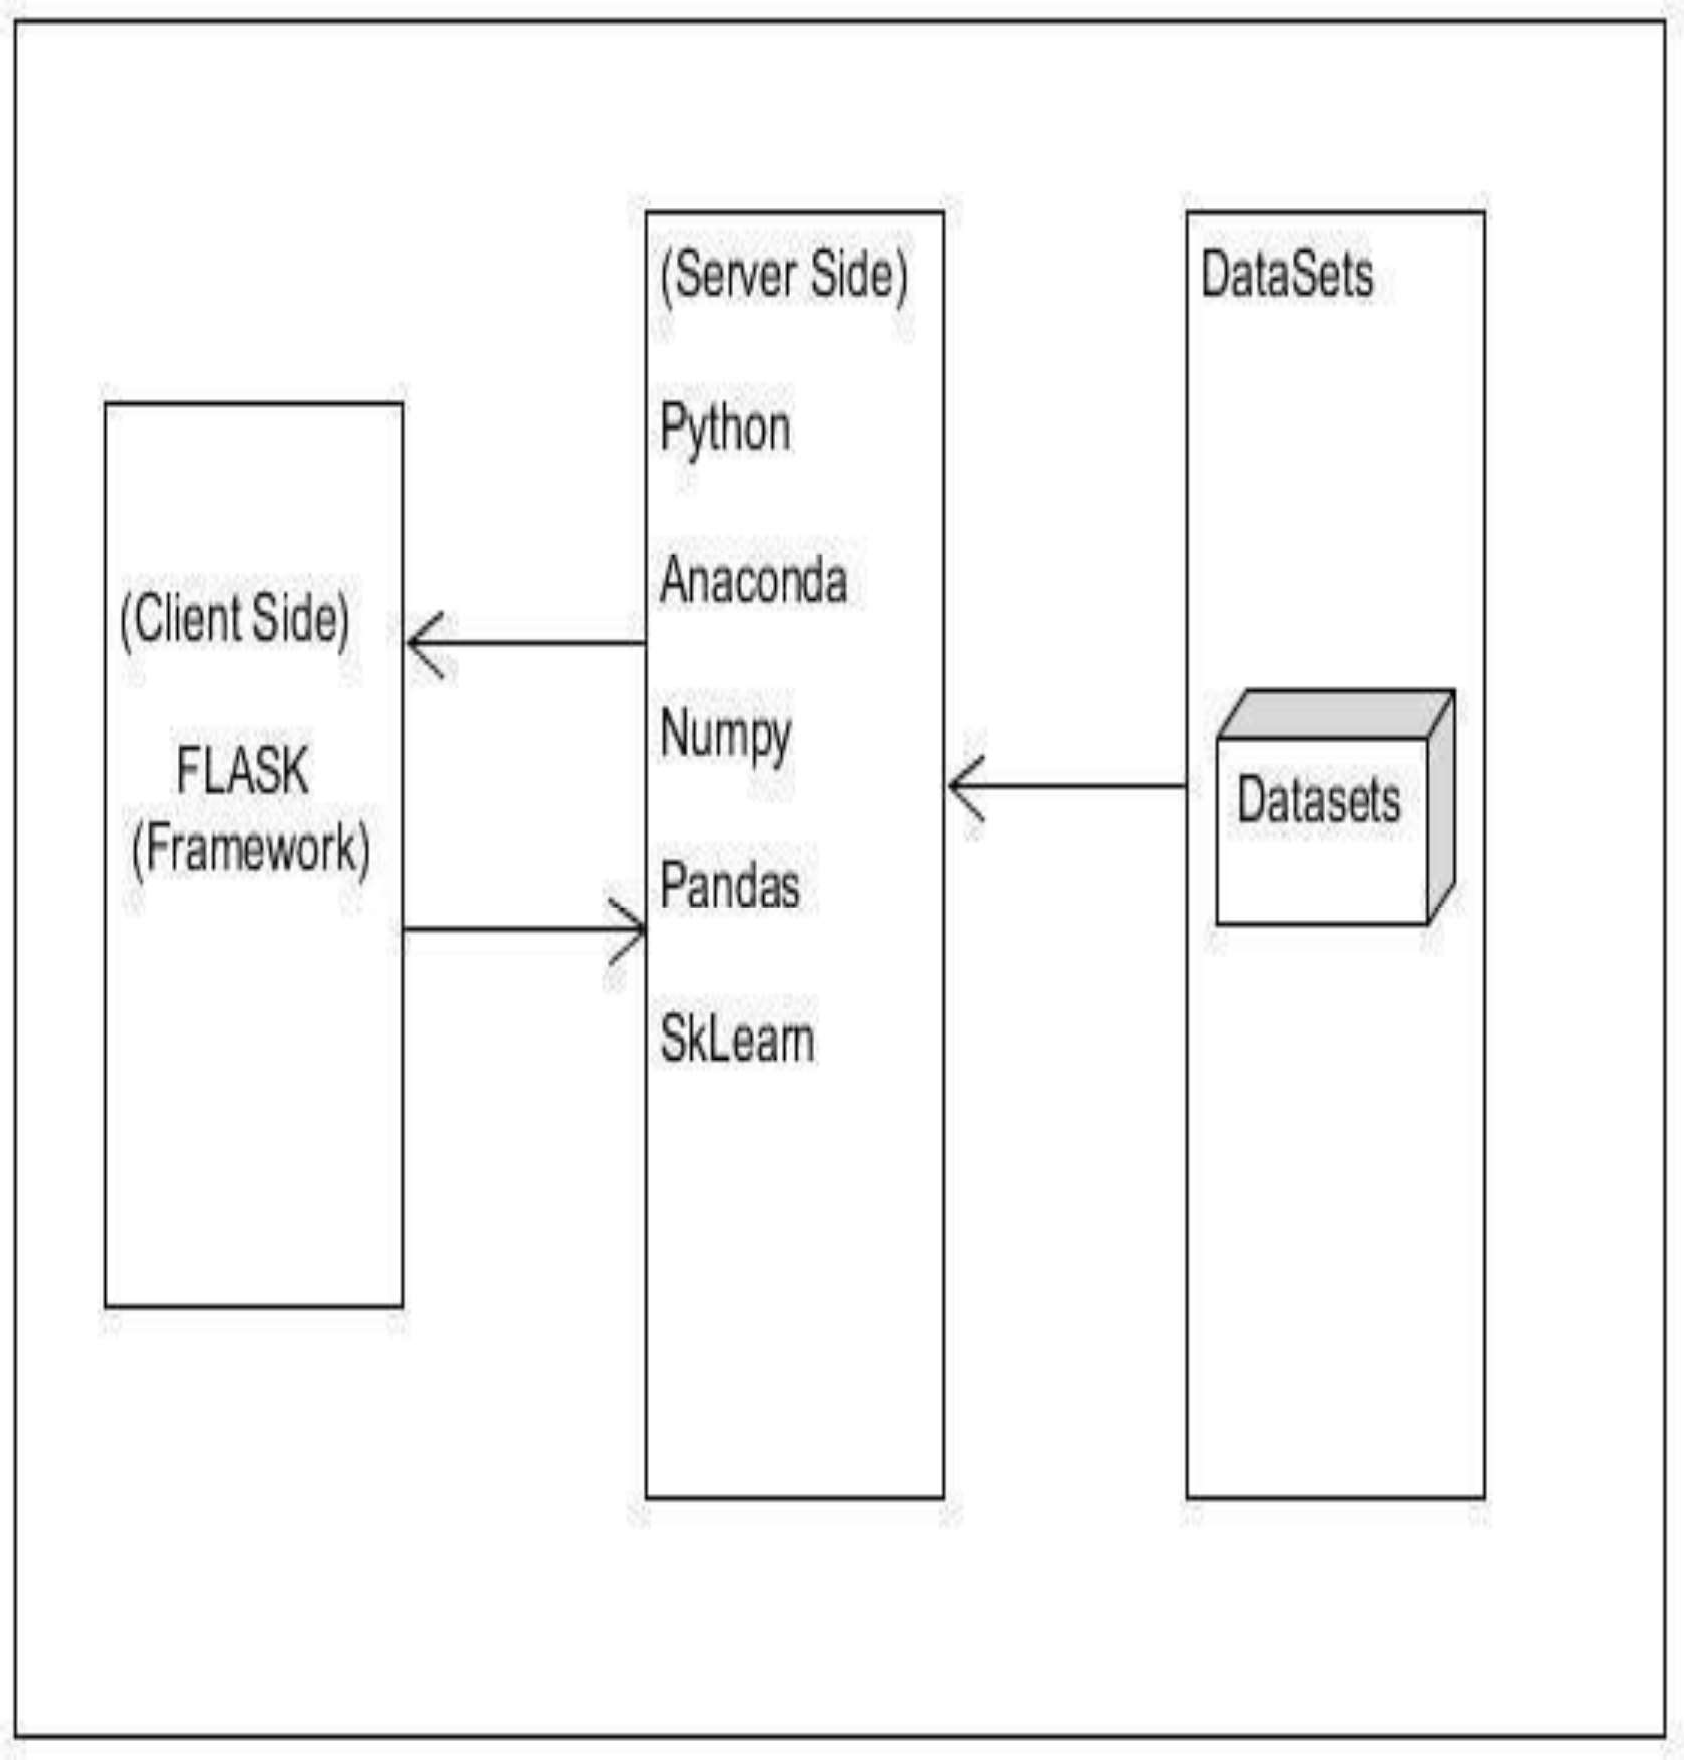 (Client Side)
FLASK
(Framework)
(Server Side)
Python
Anaconda
Numpy
Pandas
SkLearn
DataSets
Datasets